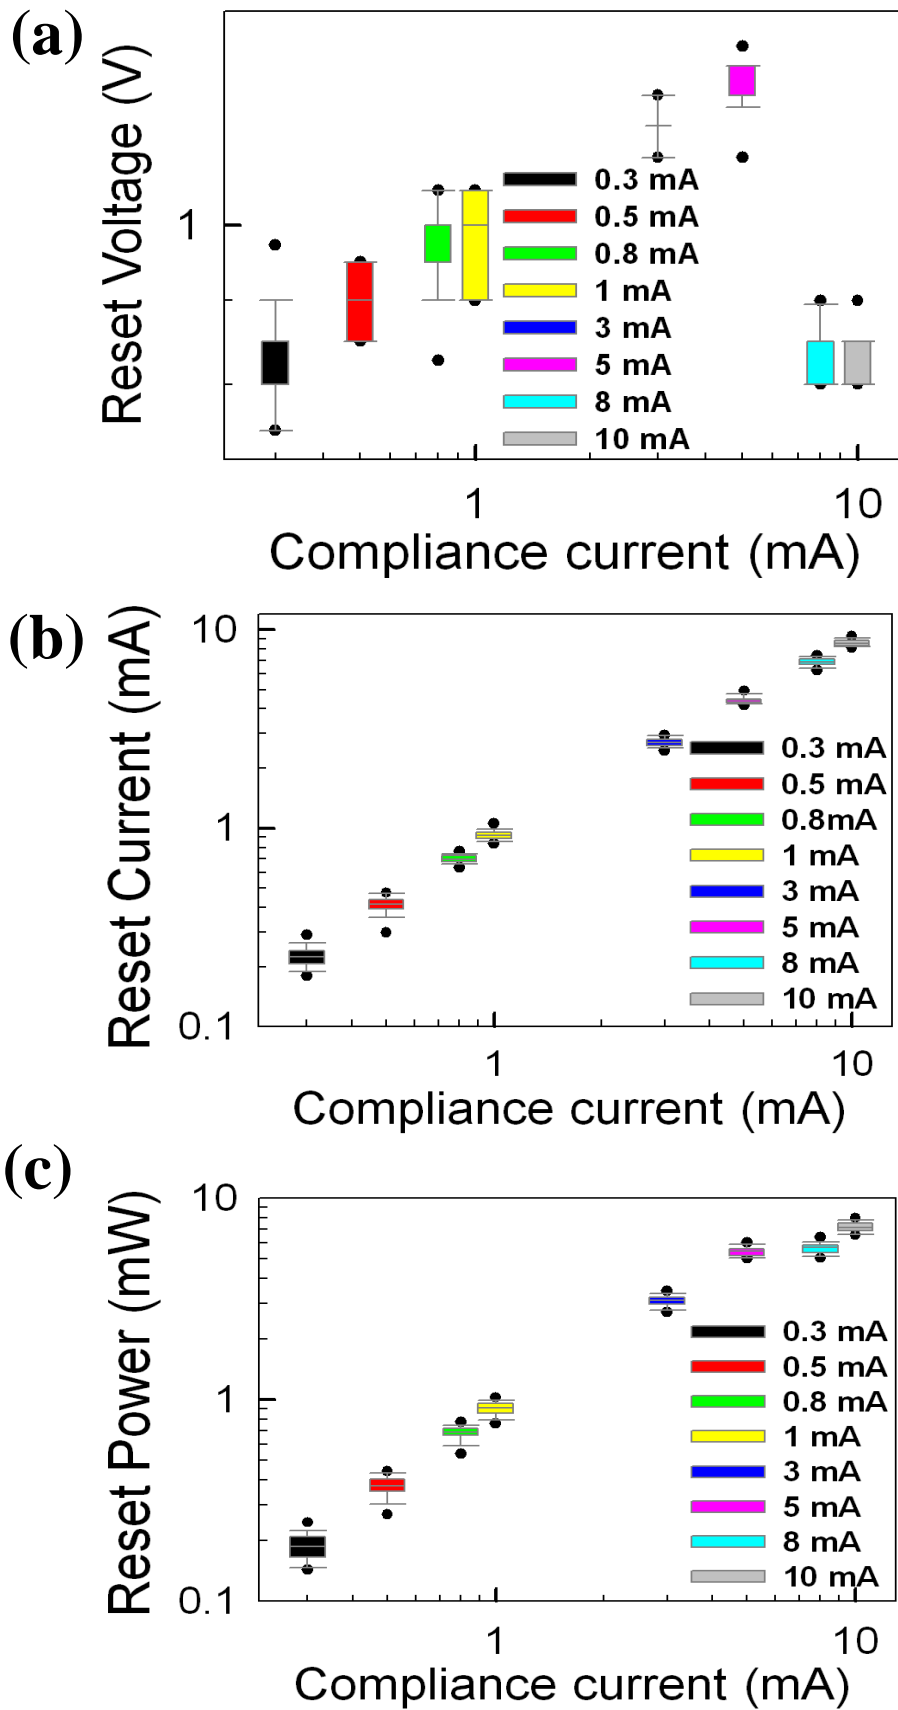 (a)
Reset Voltage (V)
1
0.3 mA
0.5 mA
0.8 mA
1 mA
3 mA
5 mA
8 mA
10 mA
1 10
Compliance current (mA)
(b)
Reset Current (mA)
10
1
0.1
0.3 mA
0.5 mA
0.8mA
1 mA
3 mA
5 mA
8 mA
10 mA
1 10
Compliance current (mA)
(c)
Reset Power (mW)
10
1
0.1
0.3 mA
0.5 mA
0.8 mA
1 mA
3 mA
5 mA
8 mA
10 mA
1 10
Compliance current (mA)